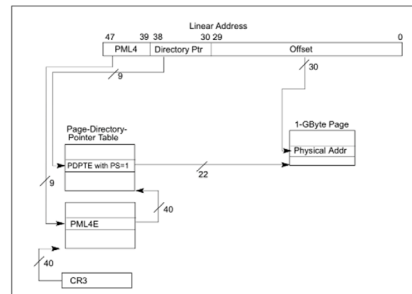 Linear Address
47 39 38 30 29 0
PML4 Directory Ptr Offset
9
30
Page-Directory-
Pointer Table
1-GByte Page
PDPTE with PS=1
Physical Addr
22
9
40
PML4E
40
CR3